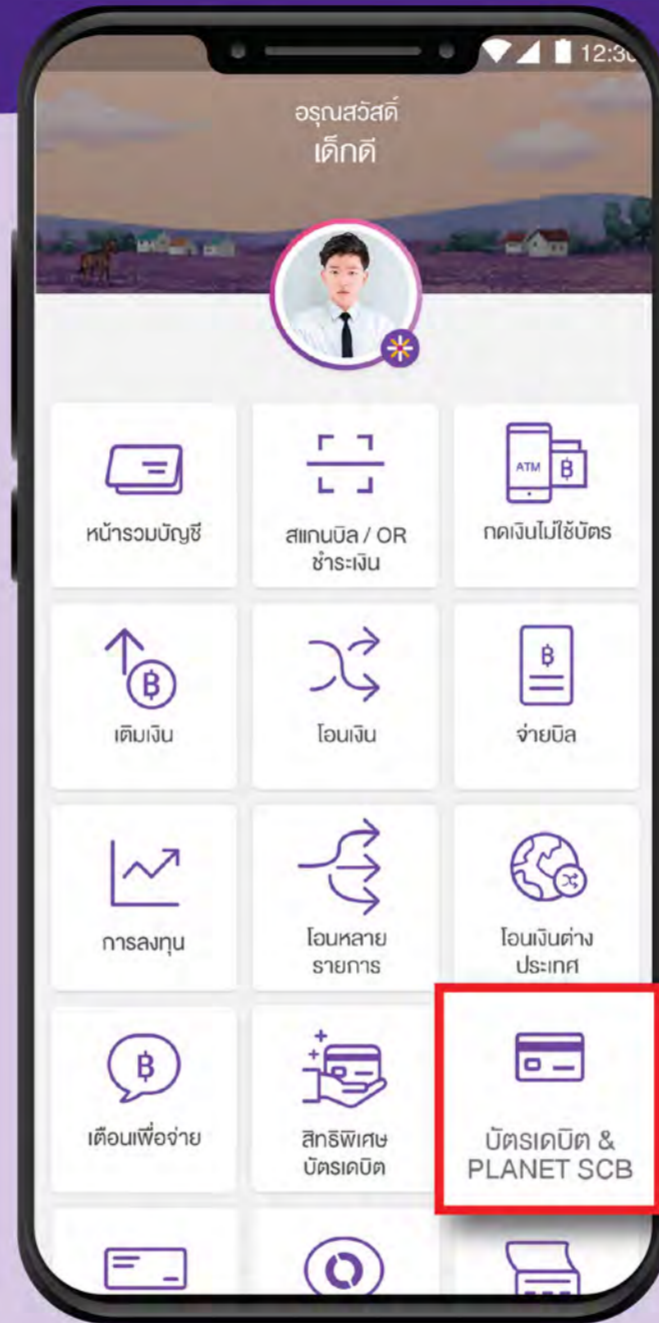 12:30
อรุณสวัสดิ์
เด็กดี
หน้ารวมบัญชี
สแกนบิล / QR
ชำระเงิน
ATM
฿
กดเงินไม่ใช้บัตร
฿
เติมเงิน
โอนเงิน
฿
จ่ายบิล
การลงทุน
โอนหลาย
รายการ
โอนเงินต่าง
ประเทศ
฿
เตือนเพื่อจ่าย
สิทธิพิเศษ
บัตรเดบิต
บัตรเดบิต &
PLANET SCB